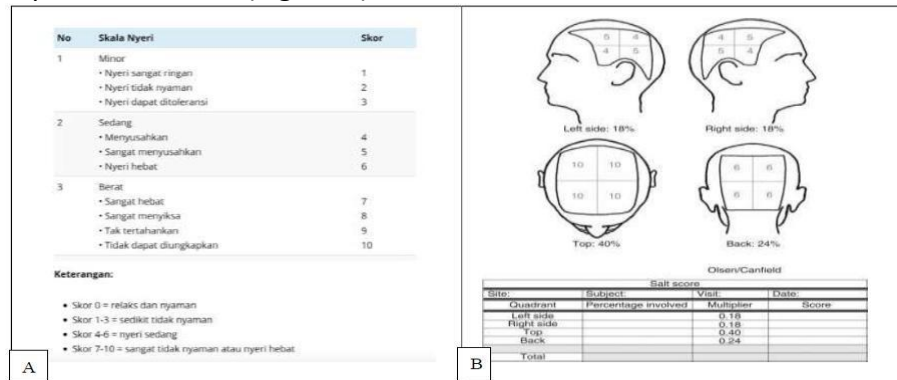 No Skala Nyeri Skor
1 Minor
• Nyeri sangat ringan 1
• Nyeri tidak nyaman 2
• Nyeri dapat ditoleransi 3
2 Sedang
• Menyusahkan 4
• Sangat menyusahkan 5
• Nyeri hebat 6
3 Berat
• Sangat hebat 7
• Sangat menyiksa 8
• Tak tertahankan 9
• Tidak dapat diungkapkan 10
Keterangan:
• Skor 0 = relaks dan nyaman
• Skor 1-3 = sedikit tidak nyaman
• Skor 4-6 = nyeri sedang
• Skor 7-10 = sangat tidak nyaman atau nyeri hebat
A
5 4
5 4
4 5
5 4
Left side: 18% Right side: 18%
10 10
10 10
6 6
6 6
Top: 40% Back: 24%
Olsen/Canfield
Salt score
Site: Subject: Visit: Date:
Quadrant Percentage involved Multiplier Score
Left side 0.18
Right side 0.18
Top 0.40
Back 0.24
Total
B